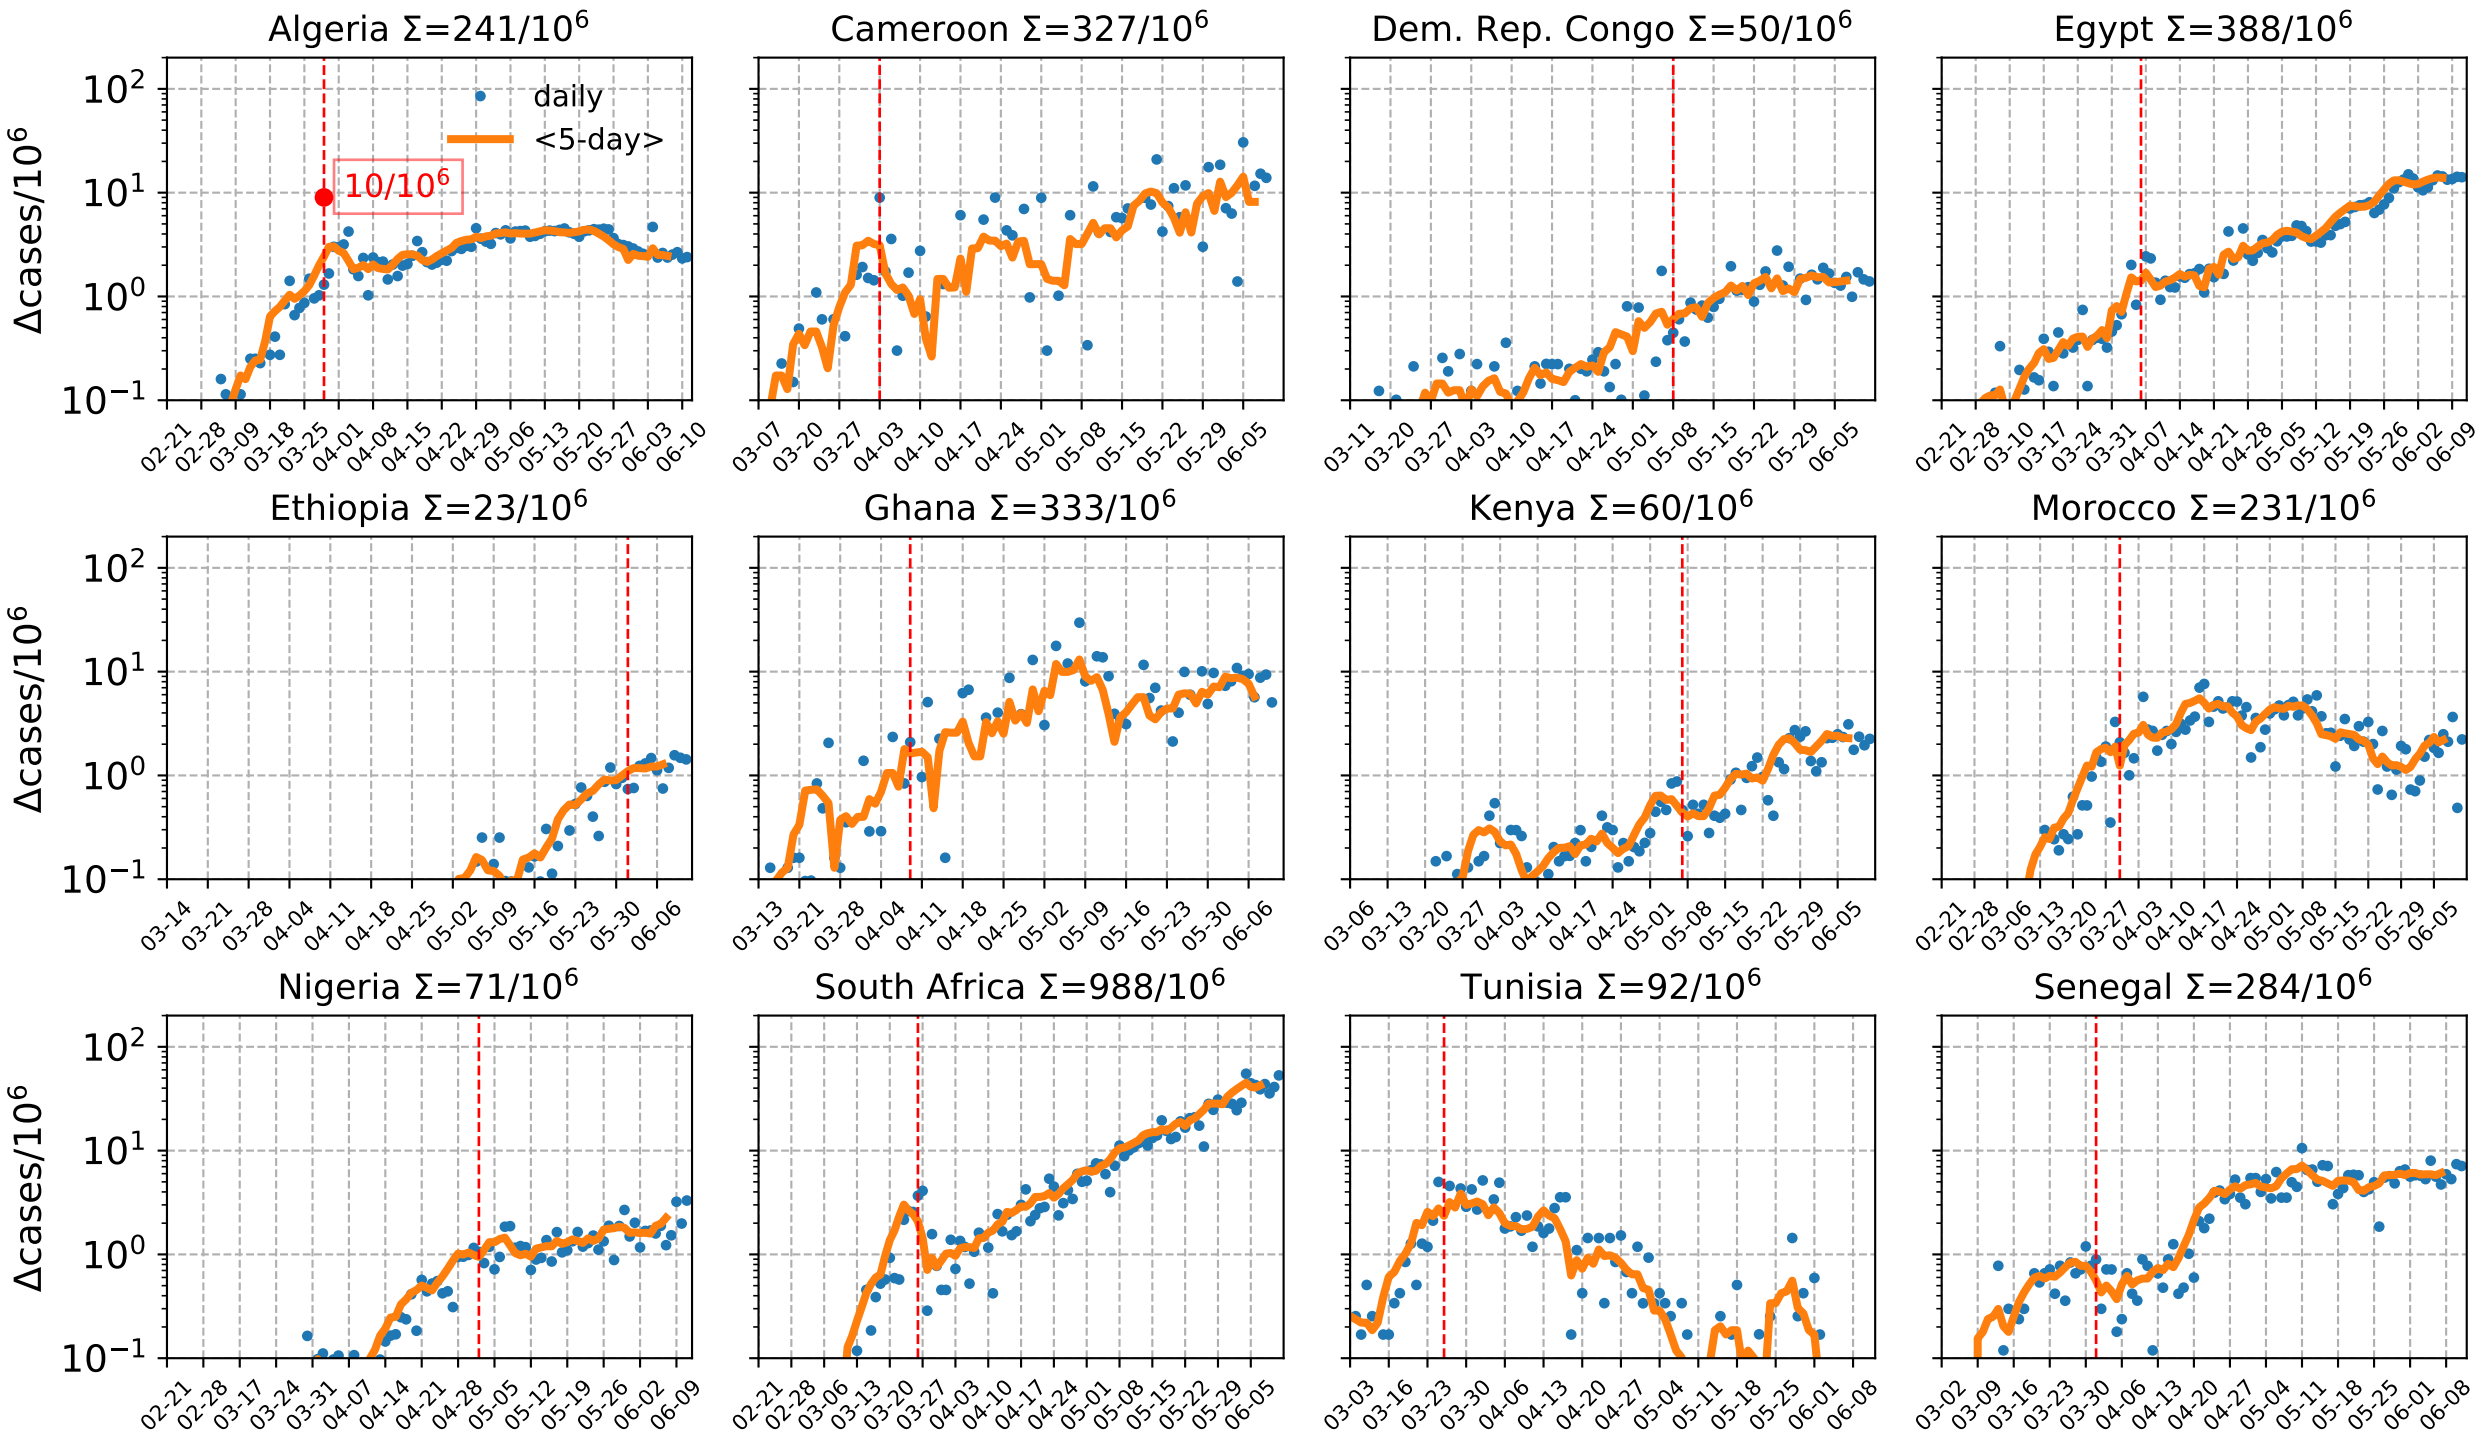 Algeria Σ=241/10⁶
Cameroon Σ=327/10⁶
Dem. Rep. Congo Σ=50/10⁶
Egypt Σ=388/10⁶
Δcases/10⁶
10²
10¹
10⁰
10⁻¹
daily
<5-day>
10/10⁶
02-21 02-28 03-09 03-18 03-25 04-01 04-08 04-15 04-22 04-29 05-06 05-13 05-20 05-27 06-03 06-10
03-07 03-20 03-27 04-03 04-10 04-17 04-24 05-01 05-08 05-15 05-22 05-29 06-05
03-11 03-20 03-27 04-03 04-10 04-17 04-24 05-01 05-08 05-15 05-22 05-29 06-05
02-21 02-28 03-10 03-17 03-24 03-31 04-07 04-14 04-21 04-28 05-05 05-12 05-19 05-26 06-02 06-09
Ethiopia Σ=23/10⁶
Ghana Σ=333/10⁶
Kenya Σ=60/10⁶
Morocco Σ=231/10⁶
Δcases/10⁶
10²
10¹
10⁰
10⁻¹
03-14 03-21 03-28 04-04 04-11 04-18 04-25 05-02 05-09 05-16 05-23 05-30 06-06
03-13 03-21 03-28 04-04 04-11 04-18 04-25 05-02 05-09 05-16 05-23 05-30 06-06
03-06 03-13 03-20 03-27 04-03 04-10 04-17 04-24 05-01 05-08 05-15 05-22 05-29 06-05
02-21 02-28 03-06 03-13 03-20 03-27 04-03 04-10 04-17 04-24 05-01 05-08 05-15 05-22 05-29 06-05
Nigeria Σ=71/10⁶
South Africa Σ=988/10⁶
Tunisia Σ=92/10⁶
Senegal Σ=284/10⁶
Δcases/10⁶
10²
10¹
10⁰
10⁻¹
02-21 02-28 03-17 03-24 03-31 04-07 04-14 04-21 04-28 05-05 05-12 05-19 05-26 06-02 06-09
02-21 02-28 03-06 03-13 03-20 03-27 04-03 04-10 04-17 04-24 05-01 05-08 05-15 05-22 05-29 06-05
03-03 03-16 03-23 03-30 04-06 04-13 04-20 04-27 05-04 05-11 05-18 05-25 06-01 06-08
03-02 03-09 03-16 03-23 03-30 04-06 04-13 04-20 04-27 05-04 05-11 05-18 05-25 06-01 06-08